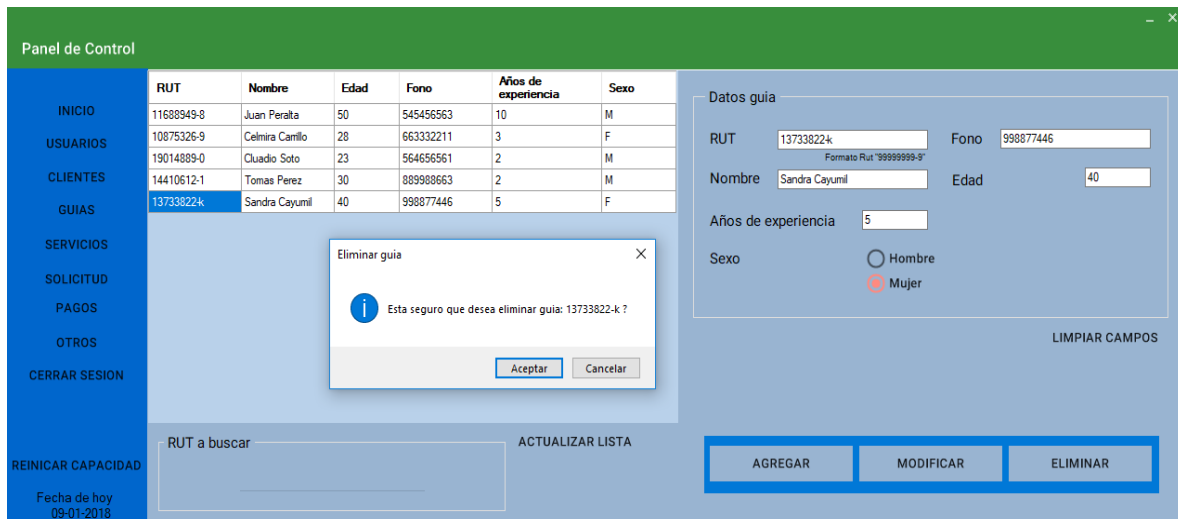 Panel de Control
INICIO
USUARIOS
CLIENTES
GUIAS
SERVICIOS
SOLICITUD
PAGOS
OTROS
CERRAR SESION
REINICAR CAPACIDAD
Fecha de hoy
09-01-2018
RUT Nombre Edad Fono Años de experiencia Sexo
11688949-8 Juan Peralta 50 545456563 10 M
10875326-9 Celmira Carrillo 28 663332211 3 F
19014889-0 Cluadio Soto 23 564656561 2 M
14410612-1 Tomas Perez 30 889988663 2 M
13733822-k Sandra Cayumil 40 998877446 5 F
Eliminar guia
Esta seguro que desea eliminar guia: 13733822-k ?
Aceptar Cancelar
RUT a buscar
ACTUALIZAR LISTA
Datos guia
RUT 13733822-k Fono 998877446
Formato Rut "99999999-9"
Nombre Sandra Cayumil Edad 40
Años de experiencia 5
Sexo Hombre
Mujer
LIMPIAR CAMPOS
AGREGAR MODIFICAR ELIMINAR